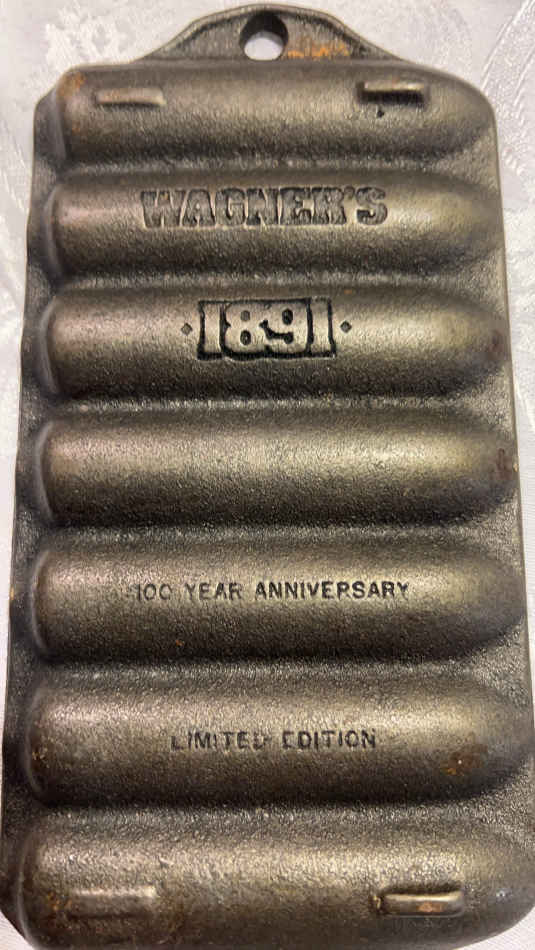 WAGNER'S
1891
100 YEAR ANNIVERSARY
LIMITED EDITION